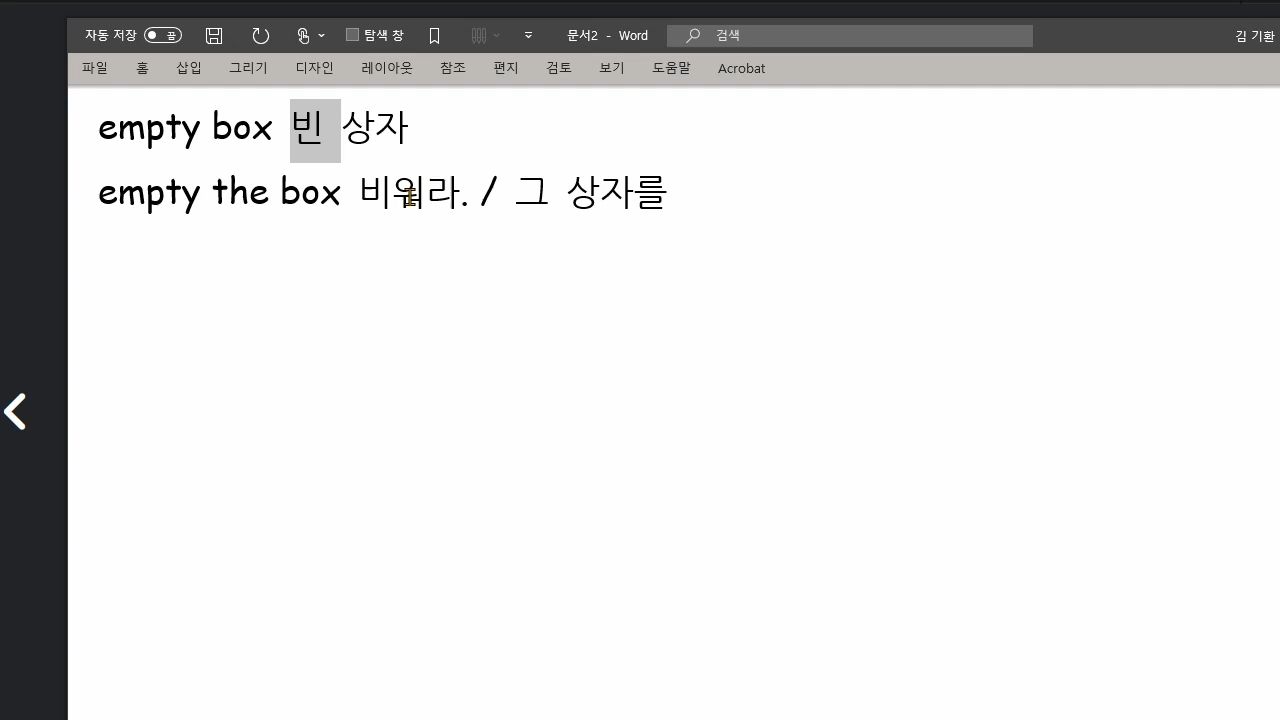 자동 저장 끔 탐색 창 문서2 - Word 검색 김 기환
파일 홈 삽입 그리기 디자인 레이아웃 참조 편지 검토 보기 도움말 Acrobat
empty box 빈 상자
empty the box 비워라. / 그 상자를